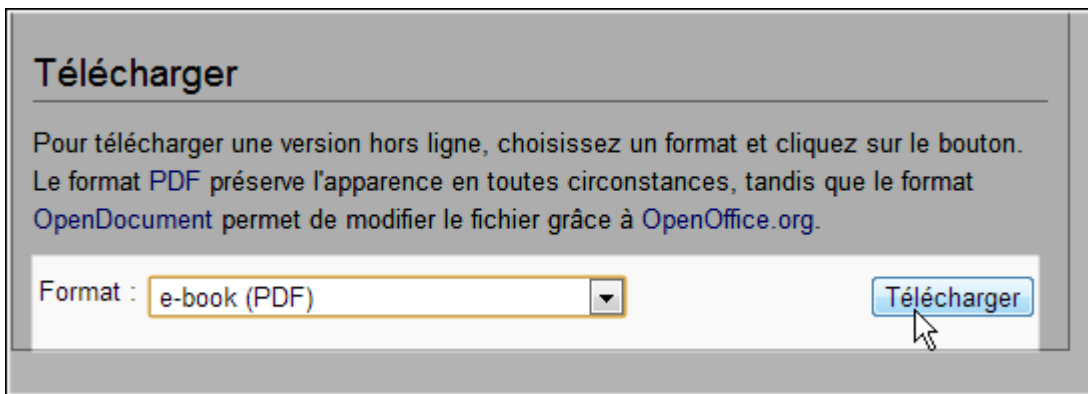 Télécharger
Pour télécharger une version hors ligne, choisissez un format et cliquez sur le bouton.
Le format PDF préserve l'apparence en toutes circonstances, tandis que le format
OpenDocument permet de modifier le fichier grâce à OpenOffice.org.
Format : e-book (PDF) Télécharger